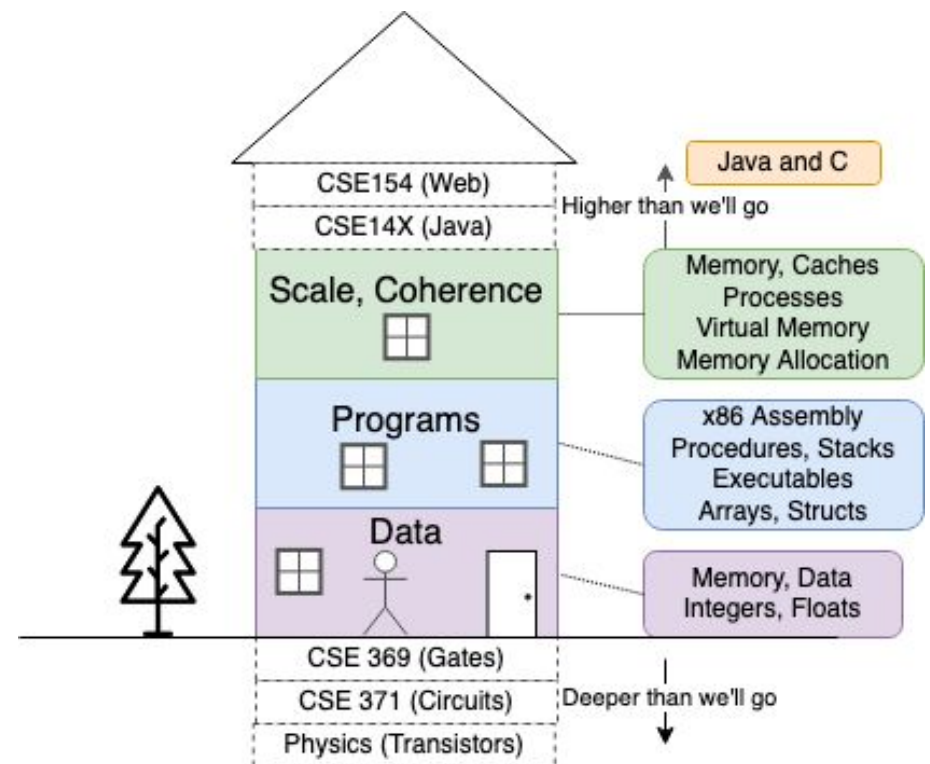 CSE154 (Web)
CSE14X (Java)
Scale, Coherence
Programs
Data
CSE 369 (Gates)
CSE 371 (Circuits)
Physics (Transistors)
Java and C
Higher than we'll go
Memory, Caches
Processes
Virtual Memory
Memory Allocation
x86 Assembly
Procedures, Stacks
Executables
Arrays, Structs
Memory, Data
Integers, Floats
Deeper than we'll go